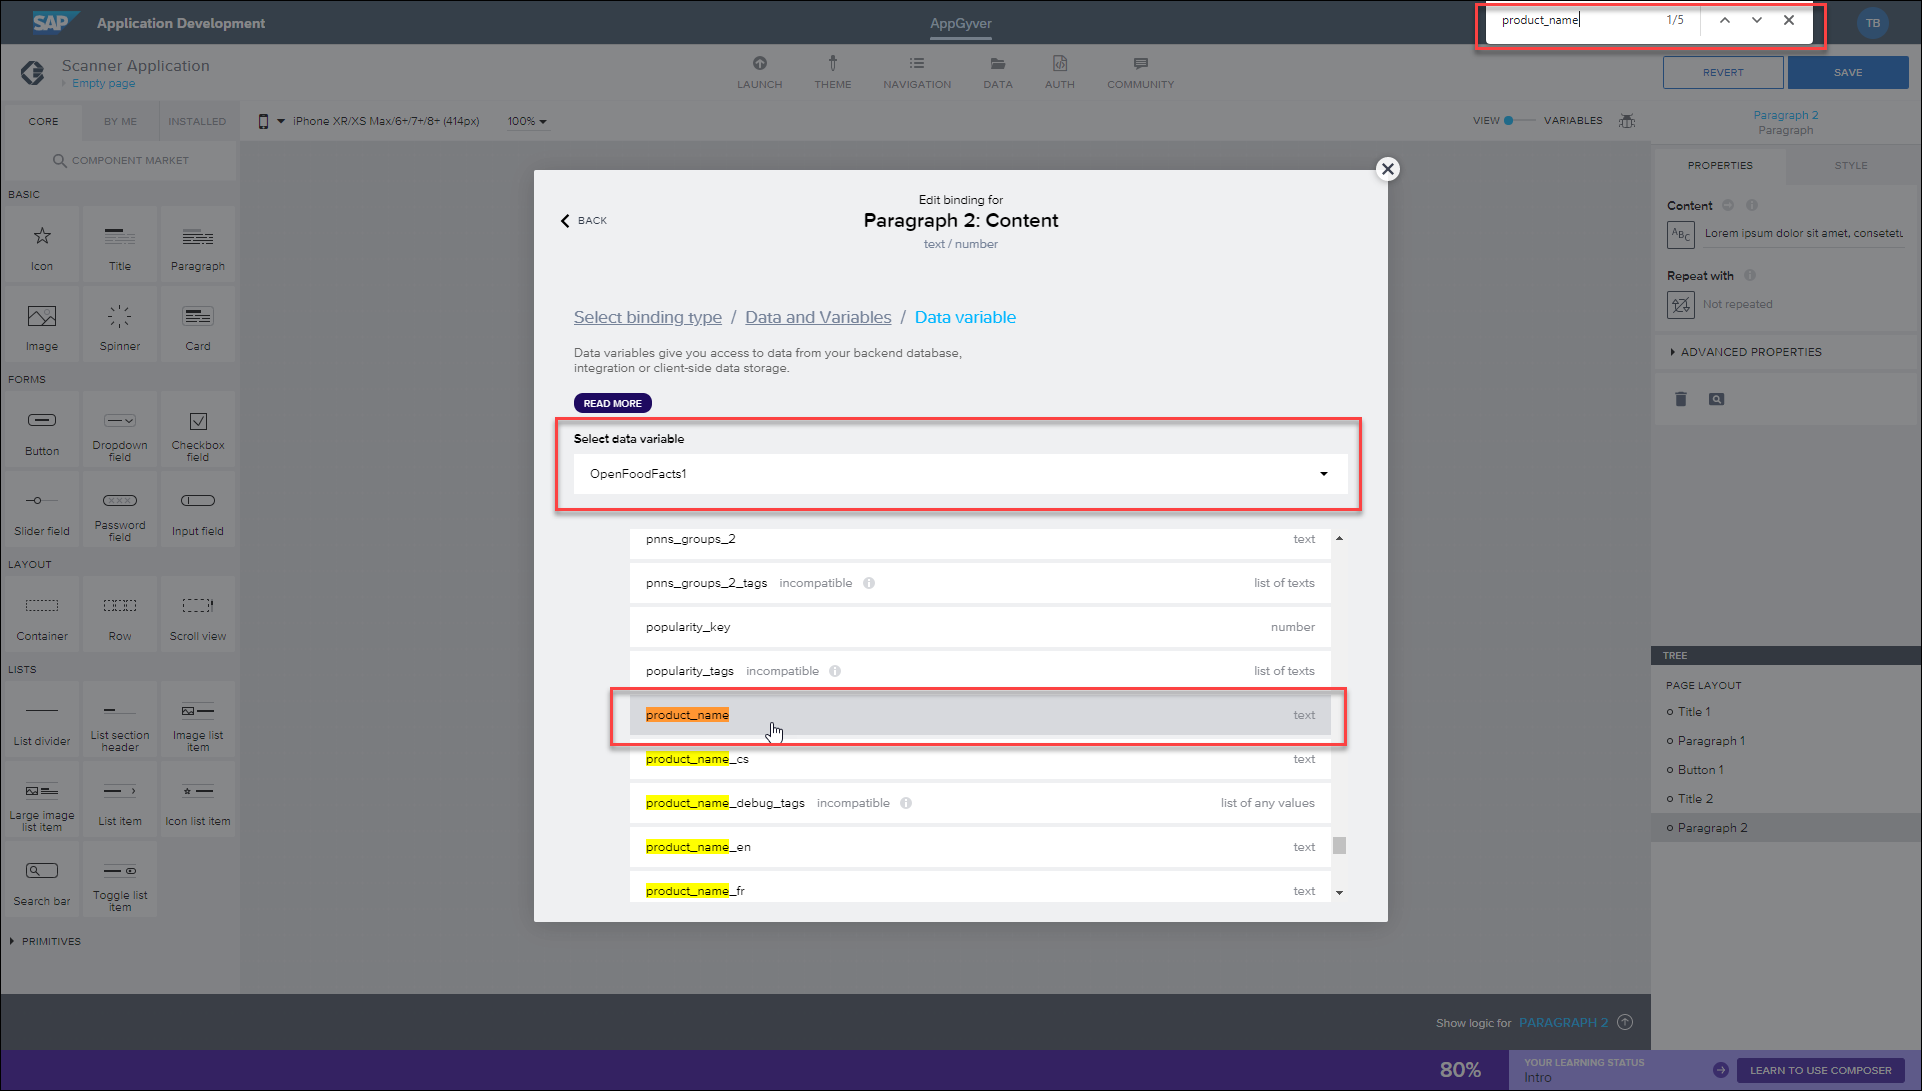 SAP Application Development
AppGyver
product_name 1/5
TB
Scanner Application
Empty page
LAUNCH THEME NAVIGATION DATA AUTH COMMUNITY
REVERT SAVE
CORE BY ME INSTALLED
iPhone XR/XS Max/6+/7+/8+ (414px) 100%
VIEW VARIABLES
Paragraph 2
Paragraph
COMPONENT MARKET
PROPERTIES STYLE
BASIC
Icon Title Paragraph
Image Spinner Card
FORMS
Button Dropdown field Checkbox field
Slider field Password field Input field
LAYOUT
Container Row Scroll view
LISTS
List divider List section header Image list item
Large image list item List item Icon list item
Search bar Toggle list item
PRIMITIVES
BACK
Edit binding for
Paragraph 2: Content
text / number
Select binding type / Data and Variables / Data variable
Data variables give you access to data from your backend database,
integration or client-side data storage.
READ MORE
Select data variable
OpenFoodFacts1
pnns_groups_2 text
pnns_groups_2_tags incompatible i list of texts
popularity_key number
popularity_tags incompatible i list of texts
product_name text
product_name_cs text
product_name_debug_tags incompatible i list of any values
product_name_en text
product_name_fr text
Content i
ABC Lorem ipsum dolor sit amet, consetetu
Repeat with i
Not repeated
ADVANCED PROPERTIES
TREE
PAGE LAYOUT
Title 1
Paragraph 1
Button 1
Title 2
Paragraph 2
Show logic for PARAGRAPH 2
80%
YOUR LEARNING STATUS
Intro
LEARN TO USE COMPOSER